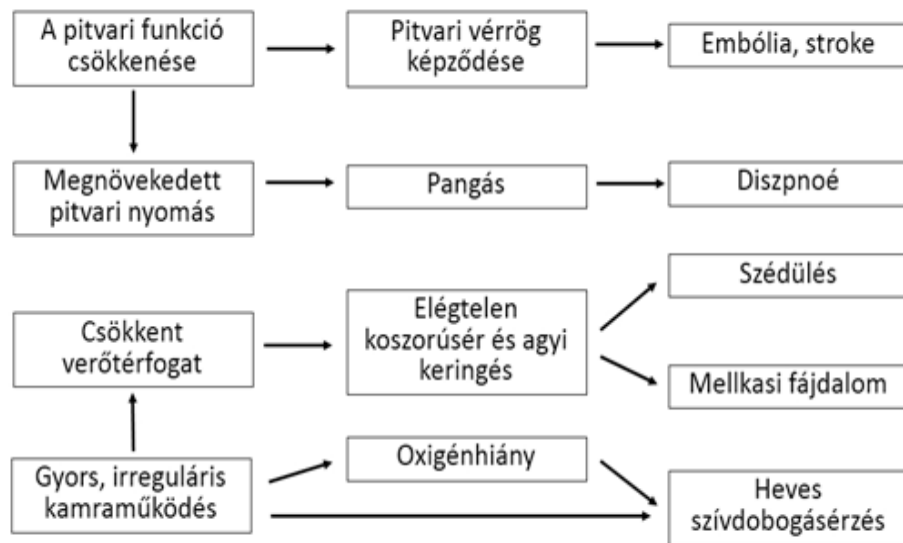 A pitvari funkció
csökkenése
Pitvari vérrög
képződése
Embólia, stroke
Megnövekedett
pitvari nyomás
Pangás
Diszpnoé
Csökkent
verőtérfogat
Elégtelen
koszorúsér és agyi
keringés
Szédülés
Mellkasi fájdalom
Gyors, irreguláris
kamraműködés
Oxigénhiány
Heves
szívdobogásérzés